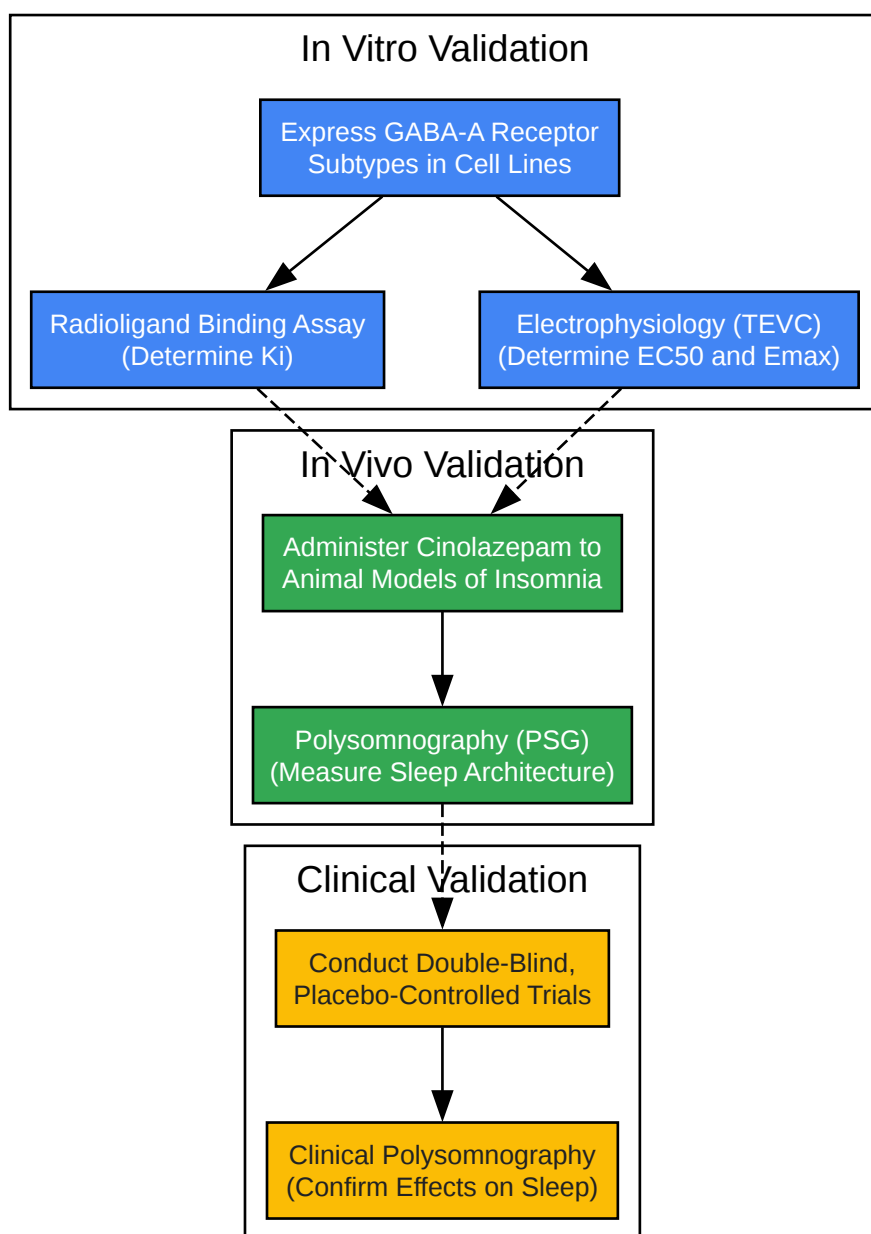 In Vitro Validation
Express GABA-A Receptor
Subtypes in Cell Lines
Radioligand Binding Assay
(Determine Ki)
Electrophysiology (TEVC)
(Determine EC50 and Emax)
In Vivo Validation
Administer Cinolazepam to
Animal Models of Insomnia
Polysomnography (PSG)
(Measure Sleep Architecture)
Clinical Validation
Conduct Double-Blind,
Placebo-Controlled Trials
Clinical Polysomnography
(Confirm Effects on Sleep)